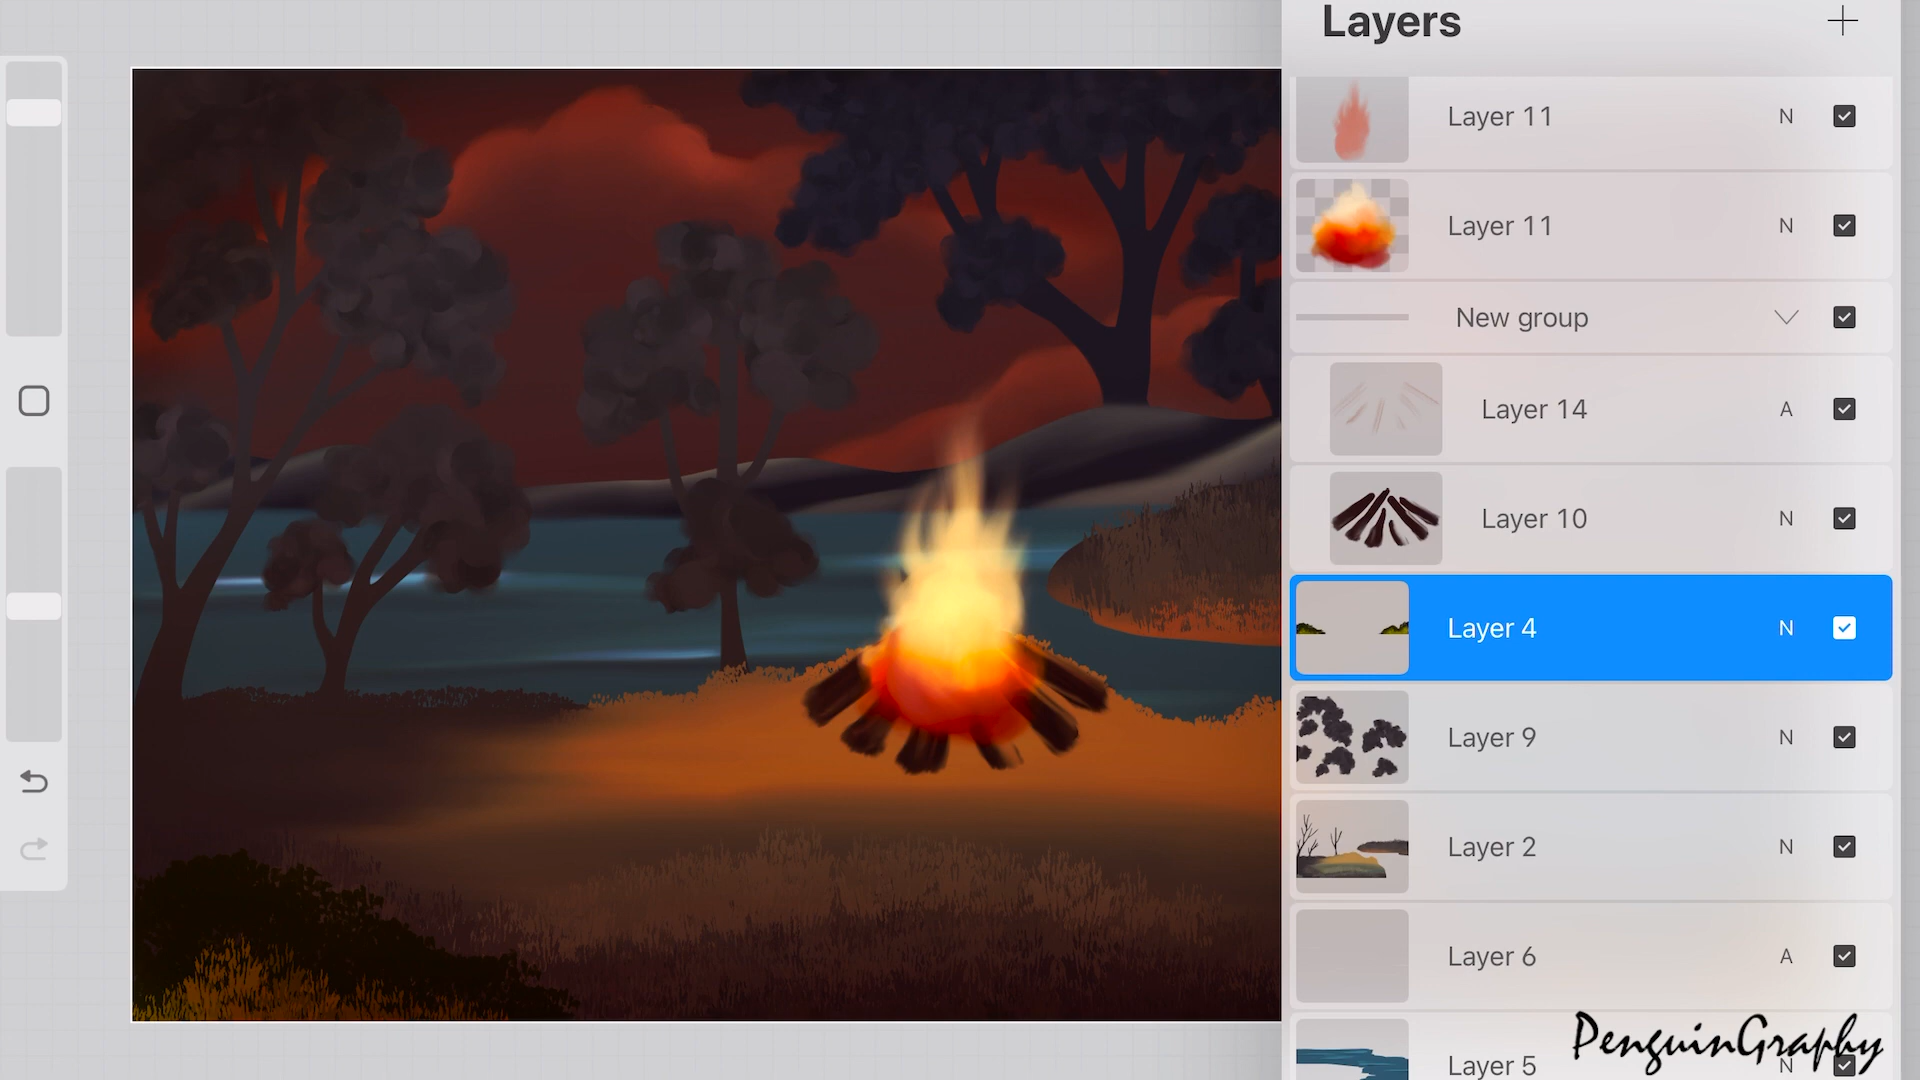 Layers
Layer 11 N
Layer 11 N
New group
Layer 14 A
Layer 10 N
Layer 4 N
Layer 9 N
Layer 2 N
Layer 6 A
Layer 5 N
PenguinGraphy